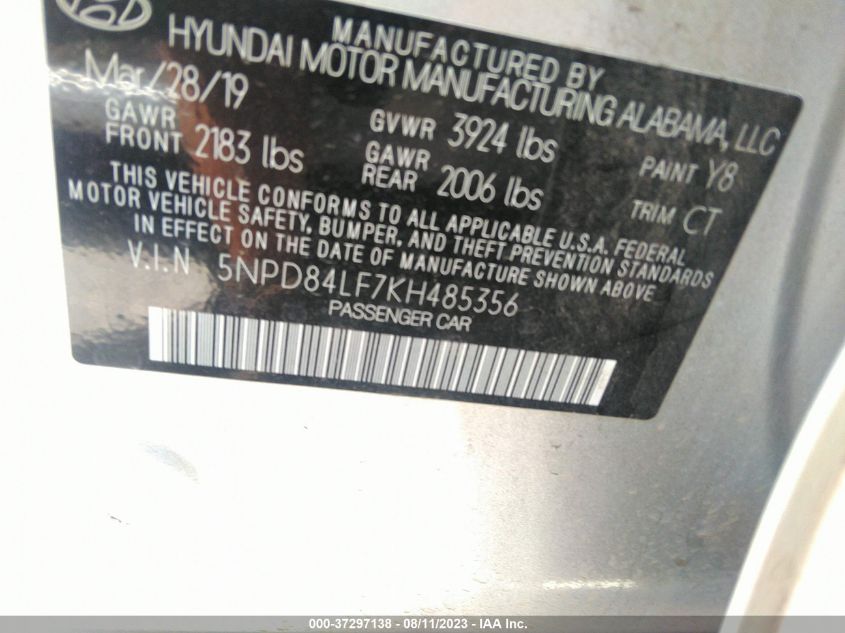 MANUFACTURED BY
HYUNDAI MOTOR MANUFACTURING ALABAMA, LLC
Mar/28/19
GAWR FRONT 2183 lbs
GVWR 3924 lbs
GAWR REAR 2006 lbs
PAINT Y8
TRIM CT
THIS VEHICLE CONFORMS TO ALL APPLICABLE U.S.A. FEDERAL
MOTOR VEHICLE SAFETY, BUMPER, AND THEFT PREVENTION STANDARDS
IN EFFECT ON THE DATE OF MANUFACTURE SHOWN ABOVE
V.I.N 5NPD84LF7KH485356
PASSENGER CAR
000-37297138 - 08/11/2023 - IAA Inc.